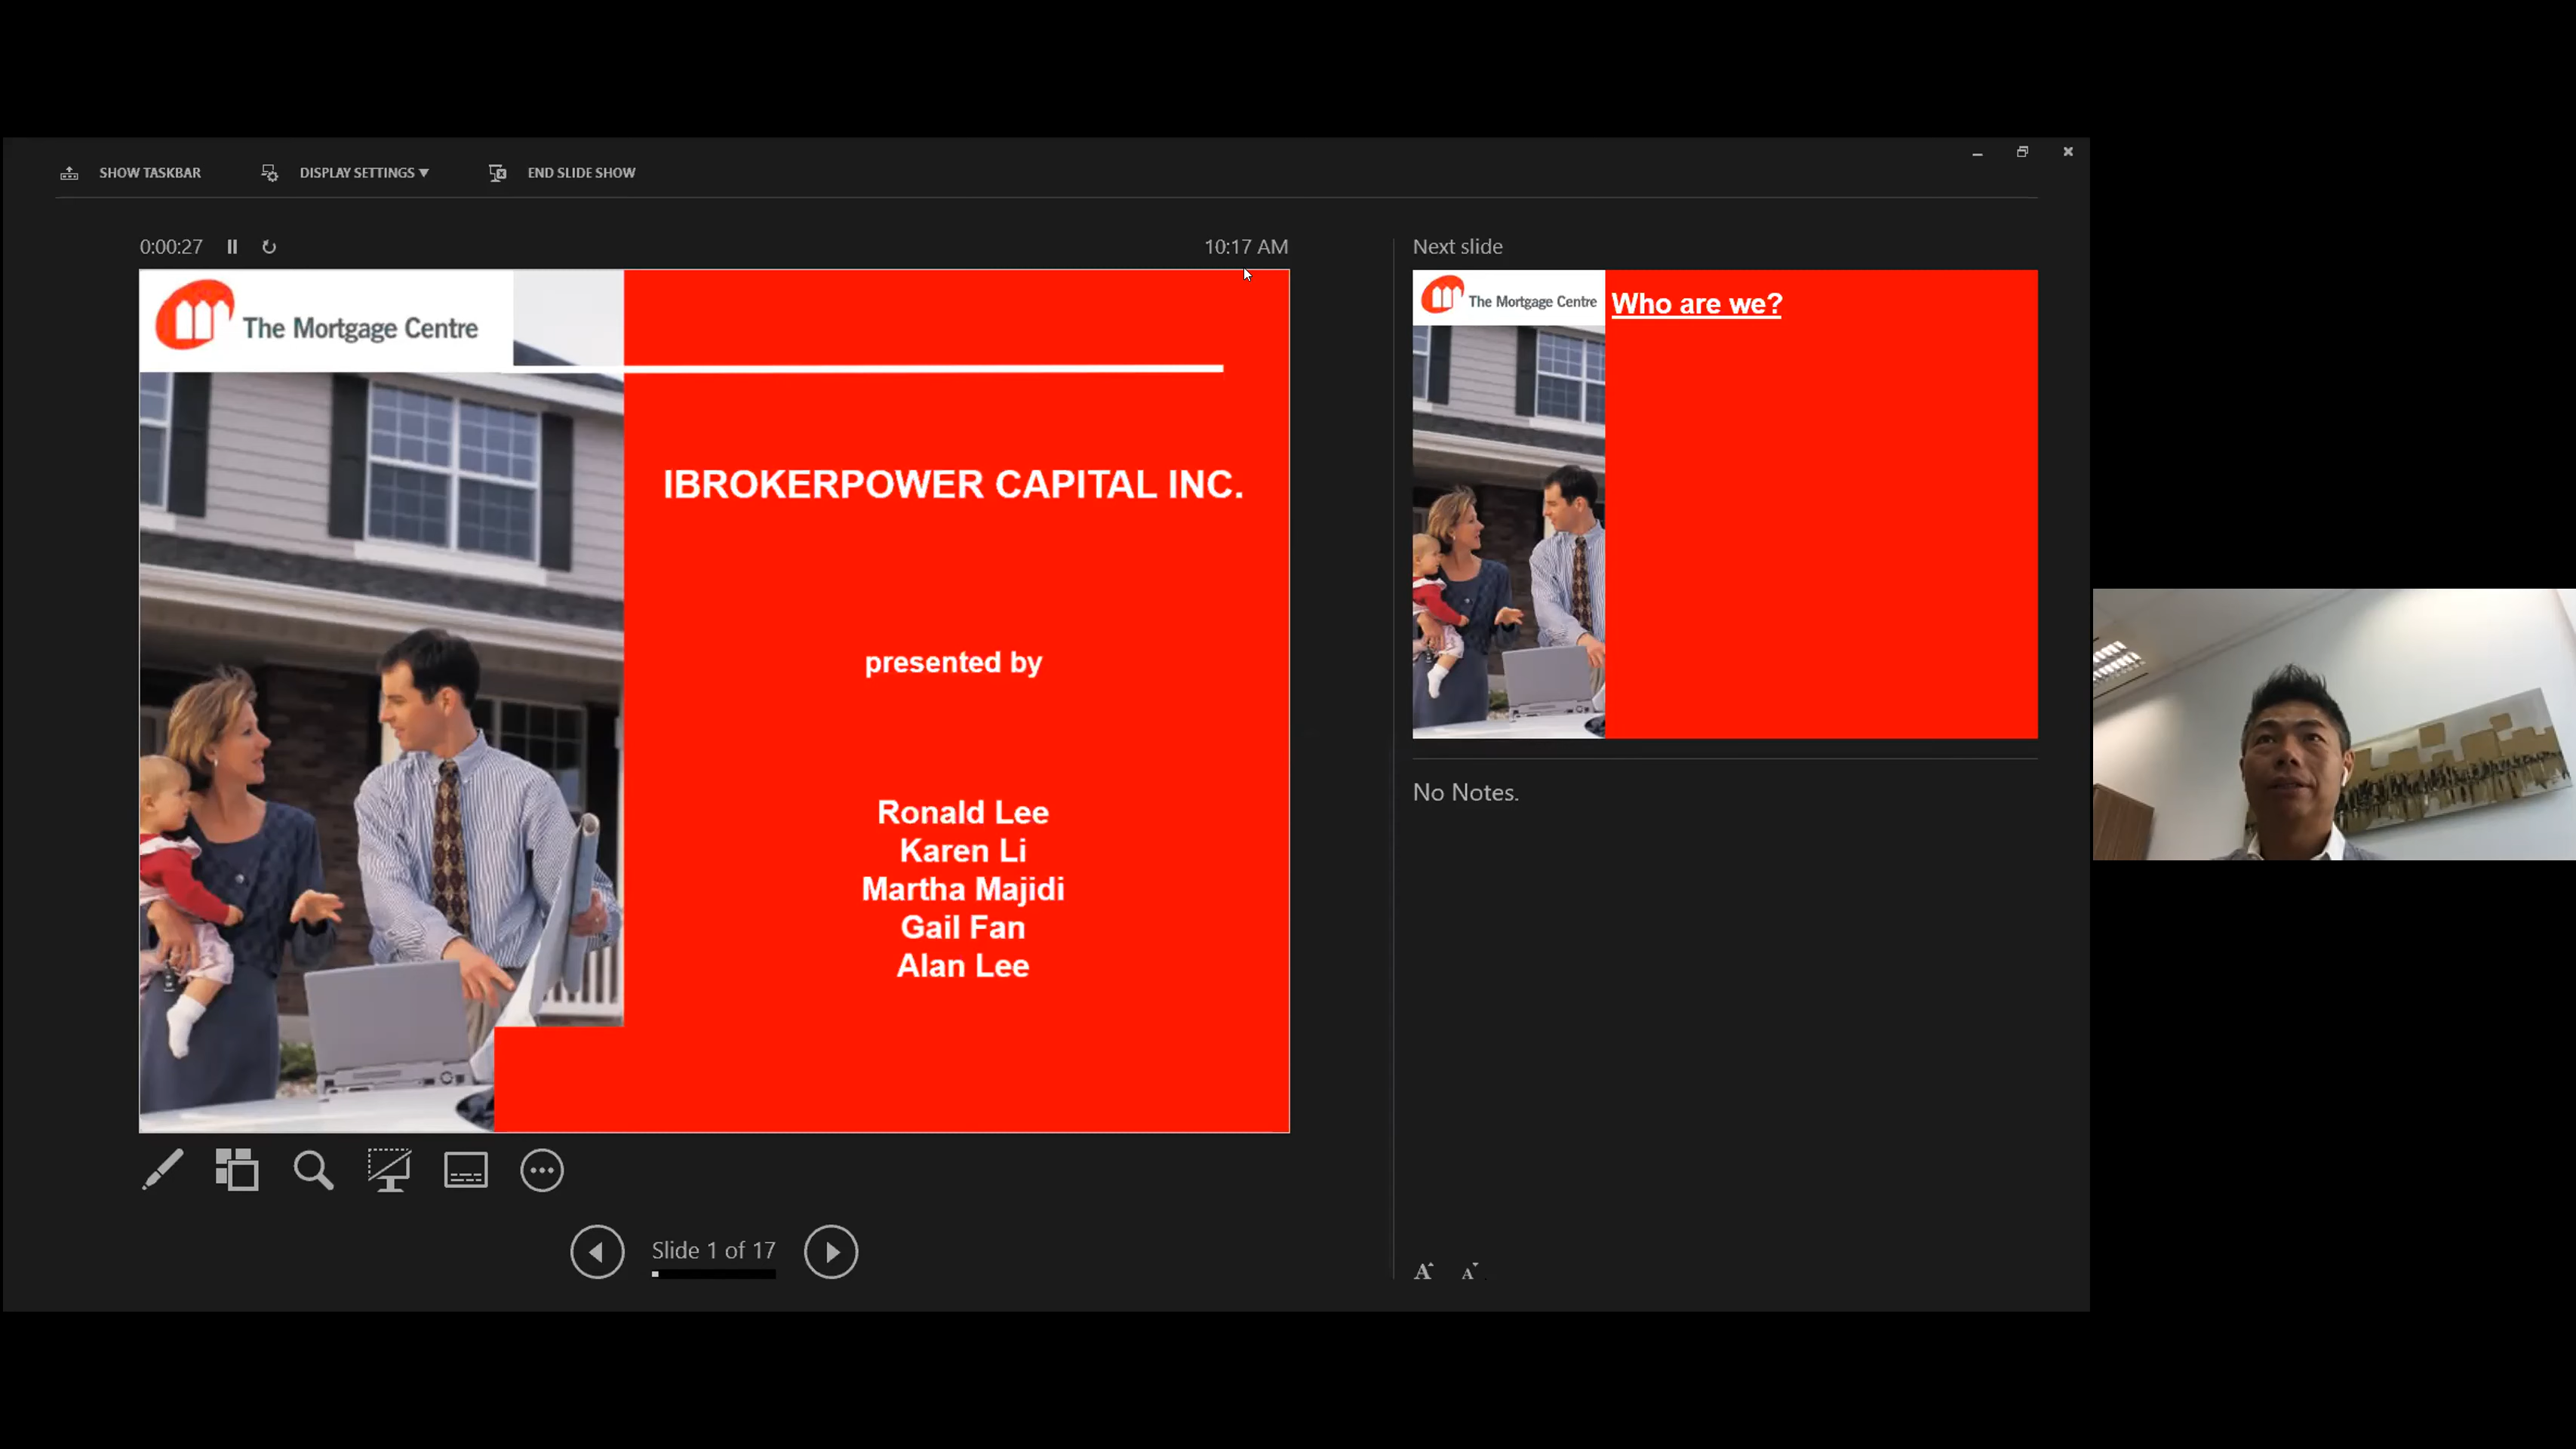 SHOW TASKBAR
DISPLAY SETTINGS
END SLIDE SHOW
0:00:27
10:17 AM
The Mortgage Centre
IBROKERPOWER CAPITAL INC.
presented by
Ronald Lee
Karen Li
Martha Majidi
Gail Fan
Alan Lee
Slide 1 of 17
Next slide
The Mortgage Centre
Who are we?
No Notes.
A A